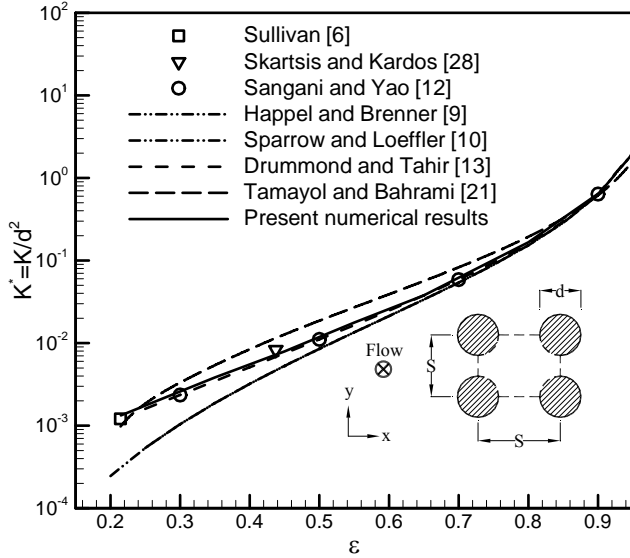 10²
Sullivan [6]
Skartsis and Kardos [28]
10¹
Sangani and Yao [12]
Happel and Brenner [9]
Sparrow and Loeffler [10]
10⁰
Drummond and Tahir [13]
Tamayol and Bahrami [21]
Present numerical results
K*=K/d²
10⁻¹
d
10⁻²
Flow
S
y
10⁻³
x
S
10⁻⁴
0.2 0.3 0.4 0.5 0.6 0.7 0.8 0.9
ε